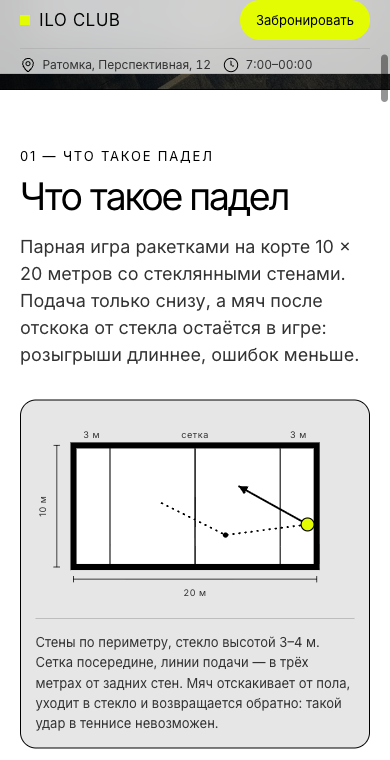 ILO CLUB
Забронировать
Ратомка, Перспективная, 12
7:00–00:00
01 — ЧТО ТАКОЕ ПАДЕЛ
Что такое падел
Парная игра ракетками на корте 10 ×
20 метров со стеклянными стенами.
Подача только снизу, а мяч после
отскока от стекла остаётся в игре:
розыгрыши длиннее, ошибок меньше.
3 м
сетка
3 м
10 м
20 м
Стены по периметру, стекло высотой 3–4 м.
Сетка посередине, линии подачи — в трёх
метрах от задних стен. Мяч отскакивает от пола,
уходит в стекло и возвращается обратно: такой
удар в теннисе невозможен.